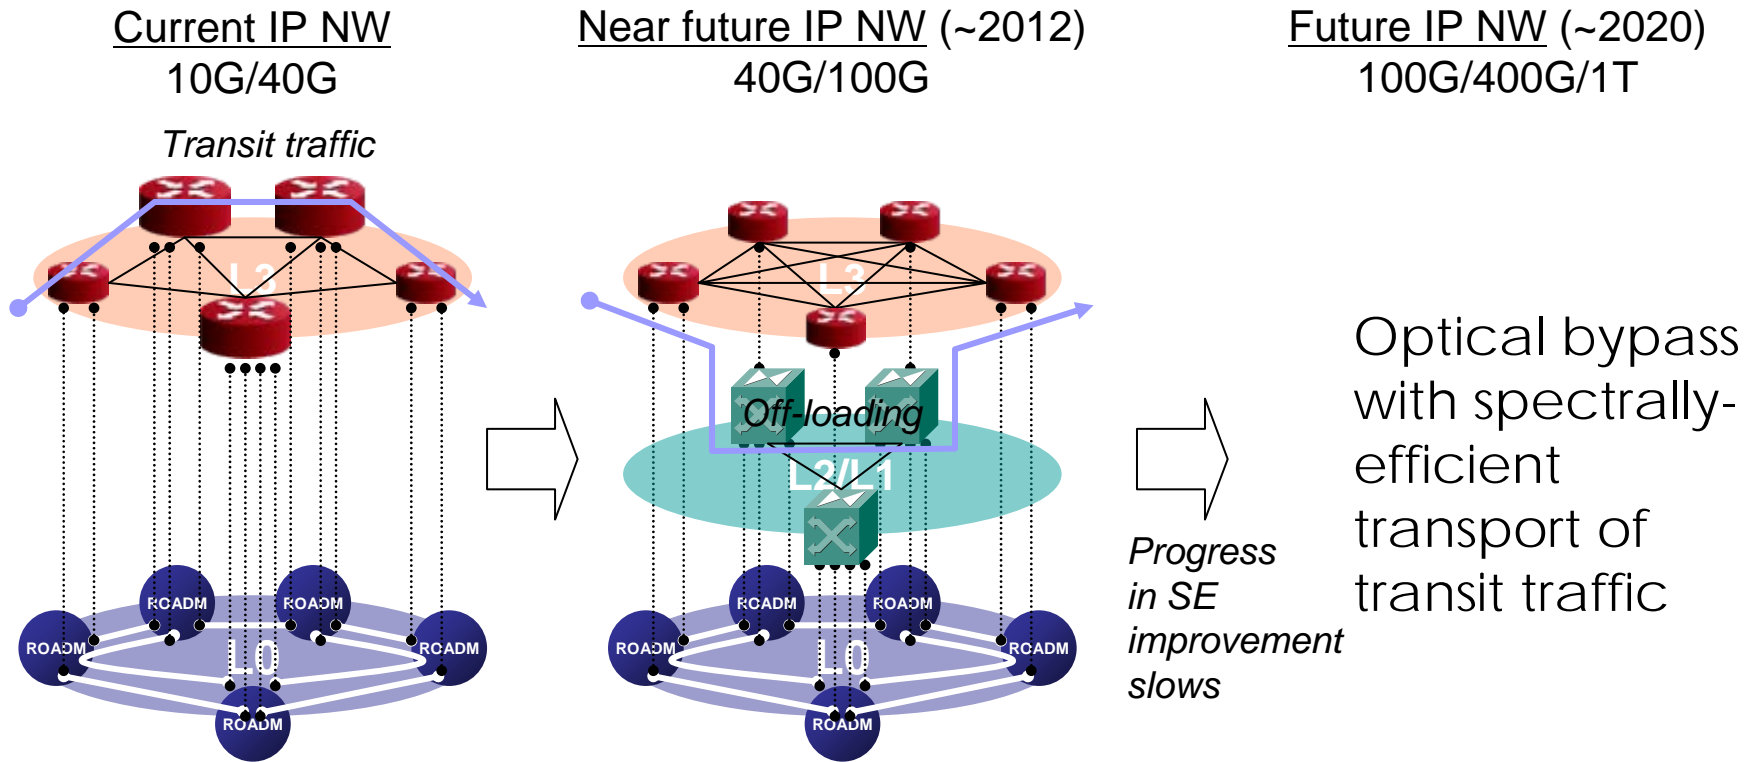 Current IP NW
10G/40G
Near future IP NW (~2012)
40G/100G
Future IP NW (~2020)
100G/400G/1T
Transit traffic
L3
L3
Off-loading
L2/L1
Optical bypass
with spectrally-
efficient
transport of
transit traffic
Progress
in SE
improvement
slows
ROADM
ROADM
ROADM
ROADM
L0
ROADM
ROADM
ROADM
ROADM
ROADM
L0
ROADM